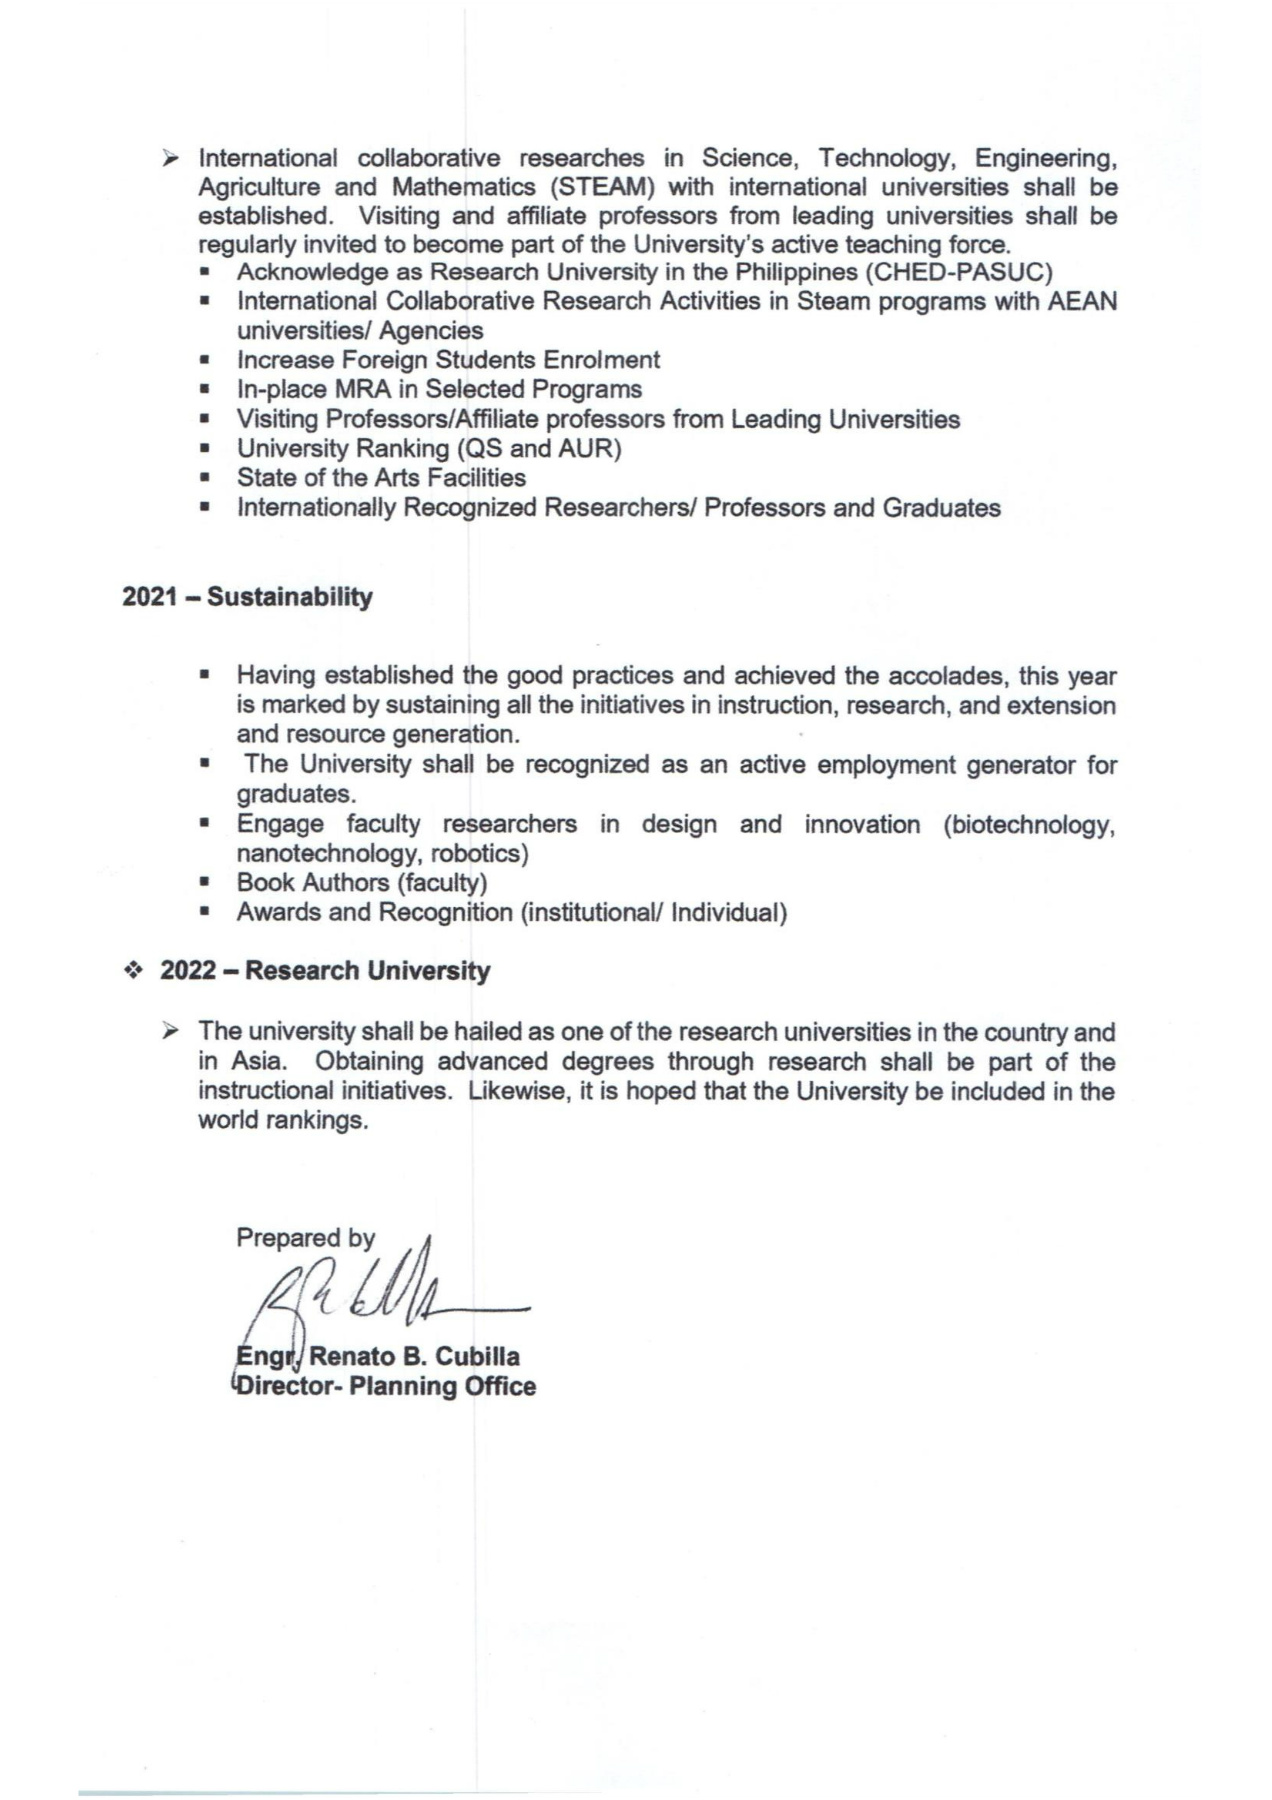 ➢ International collaborative researches in Science, Technology, Engineering,
Agriculture and Mathematics (STEAM) with international universities shall be
established. Visiting and affiliate professors from leading universities shall be
regularly invited to become part of the University's active teaching force.
▪ Acknowledge as Research University in the Philippines (CHED-PASUC)
▪ International Collaborative Research Activities in Steam programs with AEAN
universities/ Agencies
▪ Increase Foreign Students Enrolment
▪ In-place MRA in Selected Programs
▪ Visiting Professors/Affiliate professors from Leading Universities
▪ University Ranking (QS and AUR)
▪ State of the Arts Facilities
▪ Internationally Recognized Researchers/ Professors and Graduates
2021 – Sustainability
▪ Having established the good practices and achieved the accolades, this year
is marked by sustaining all the initiatives in instruction, research, and extension
and resource generation.
▪ The University shall be recognized as an active employment generator for
graduates.
▪ Engage faculty researchers in design and innovation (biotechnology,
nanotechnology, robotics)
▪ Book Authors (faculty)
▪ Awards and Recognition (institutional/ Individual)
❖ 2022 – Research University
➢ The university shall be hailed as one of the research universities in the country and
in Asia. Obtaining advanced degrees through research shall be part of the
instructional initiatives. Likewise, it is hoped that the University be included in the
world rankings.
Prepared by
Engr. Renato B. Cubilla
Director- Planning Office